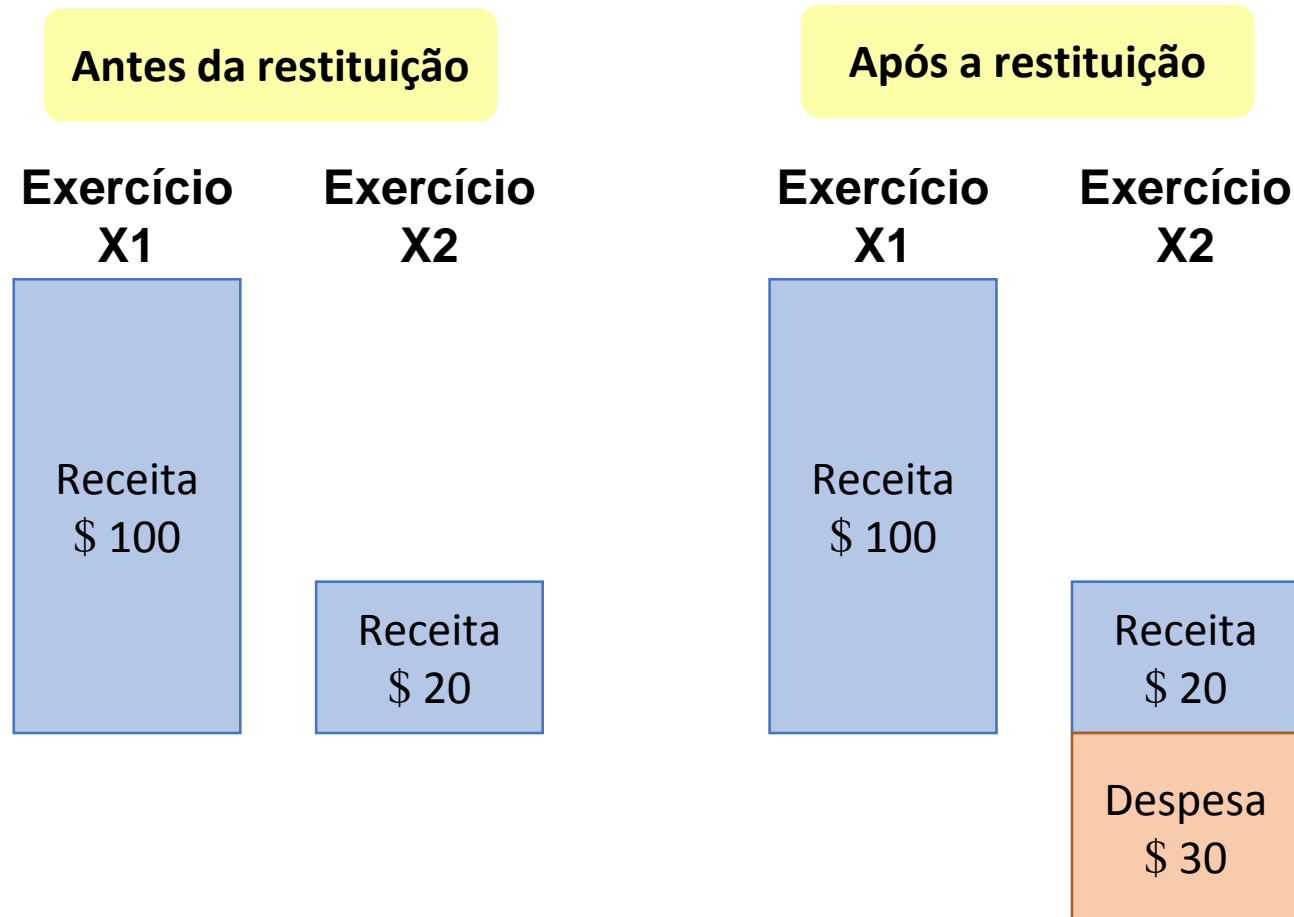 Antes da restituição
Após a restituição
Exercício
X1
Exercício
X2
Exercício
X1
Exercício
X2
Receita
$ 100
Receita
$ 20
Receita
$ 100
Receita
$ 20
Despesa
$ 30